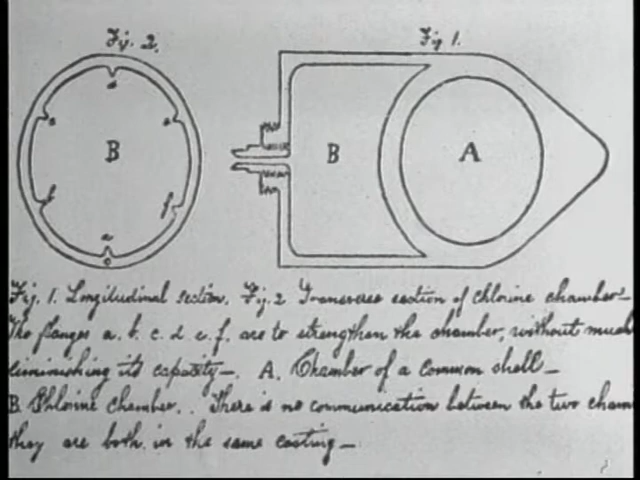 Fig. 2.
Fig 1.
d
c
e
B
b
f
a
B
A
Fig. 1. Longitudinal section. Fig. 2 Transverse section of Chlorine chamber—
The flanges a. b. c. d. e. f. are to strengthen the chamber, without much
diminishing its capacity—. A. Chamber of a common shell—
B. Chlorine Chamber.. There is no communication between the two cham
they are both in the same casting—